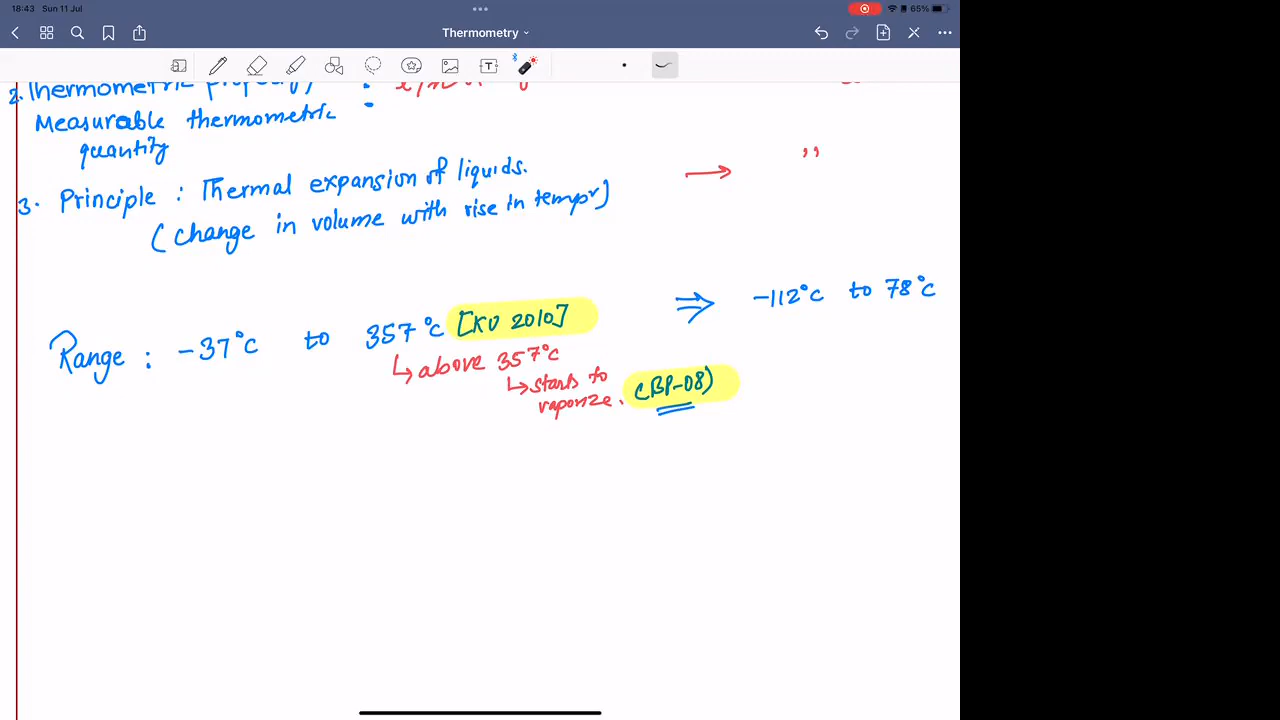 18:43 Sun 11 Jul
65%
Thermometry
2. Thermometric property :
Measurable thermometric
quantity
3. Principle : Thermal expansion of liquids. → ,,
(change in volume with rise in tempr)
Range : -37°C to 357°C [KU 2010] ⇒ -112°C to 78°C
↳ above 357°C
↳ starts to
vaporize. (BP-08)